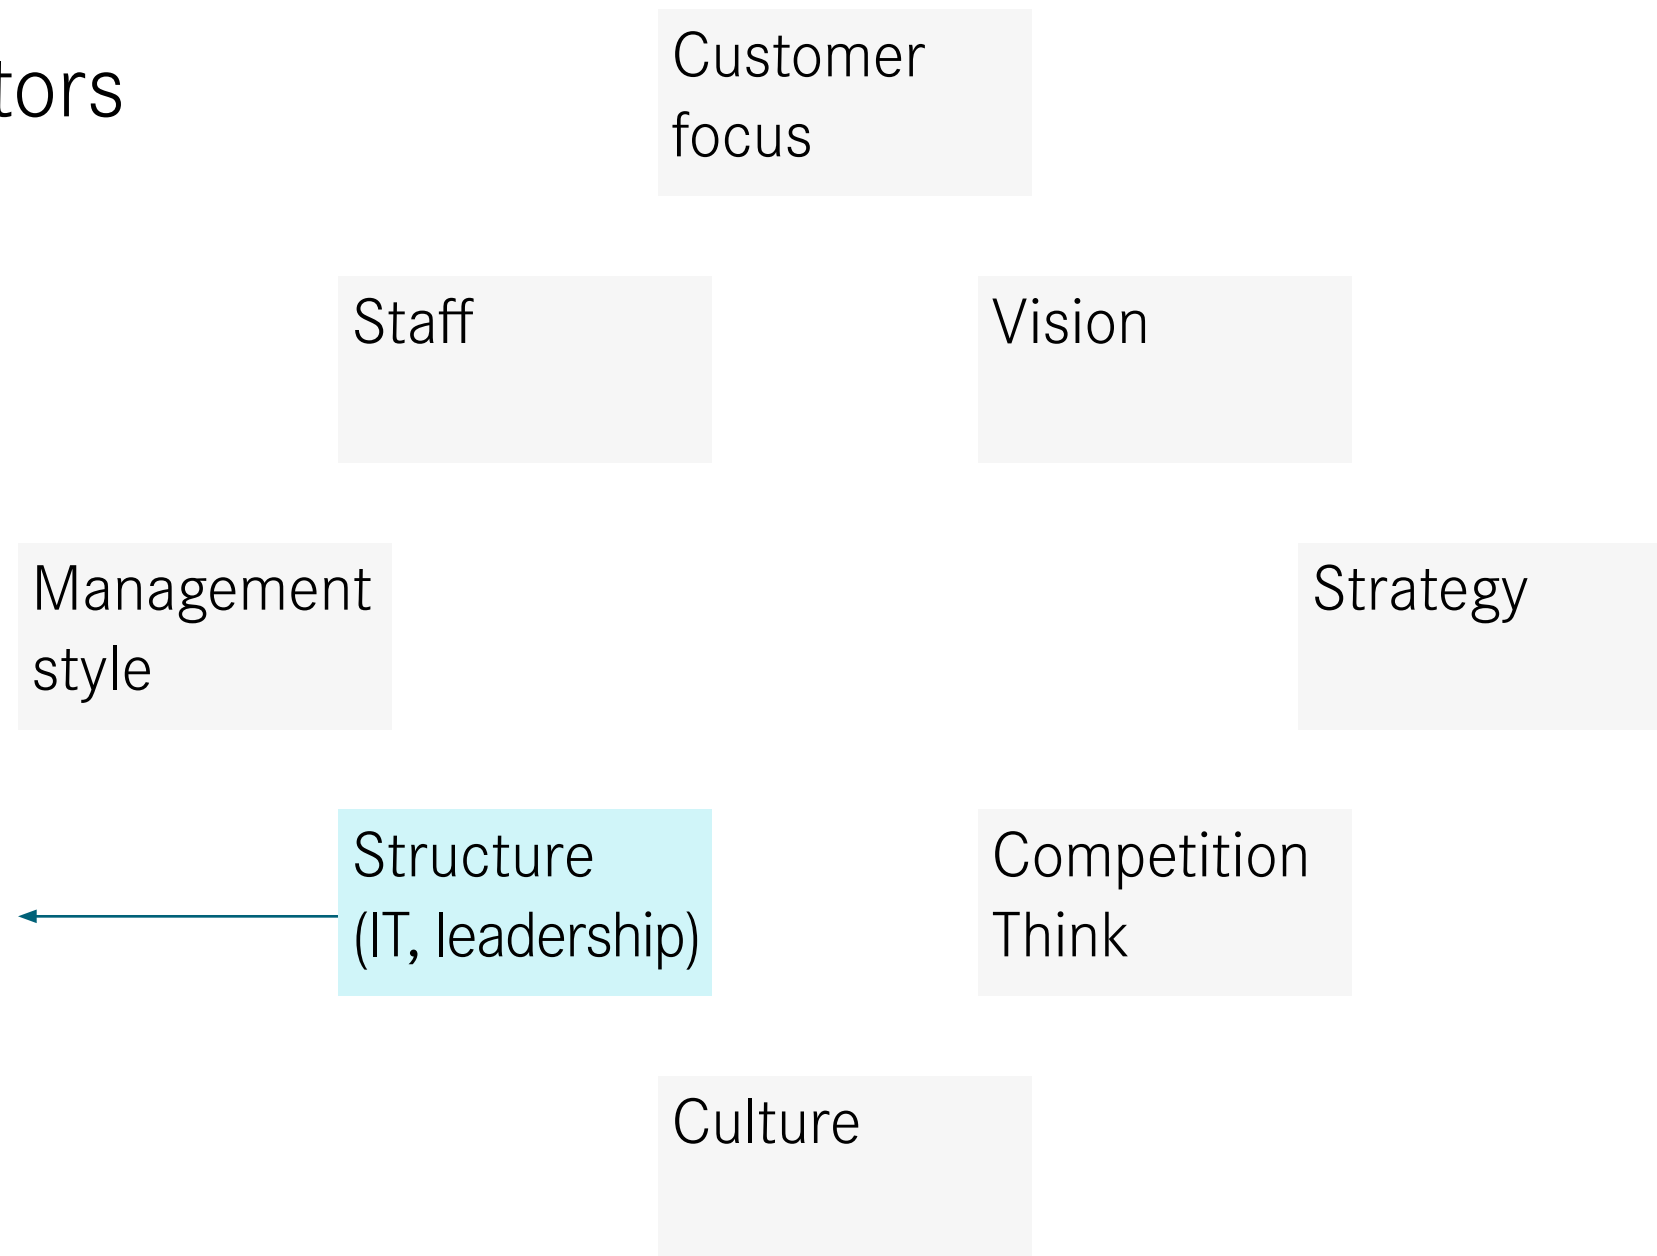 tors
Customer
focus
Staff
Vision
Management
style
Strategy
Structure
(IT, leadership)
Competition
Think
Culture